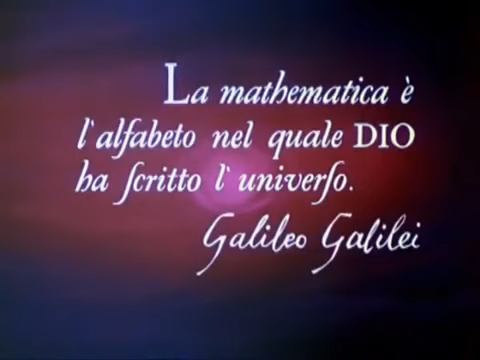 La mathematica è
l'alfabeto nel quale DIO
ha ſcritto l' univerſo.
Galileo Galilei